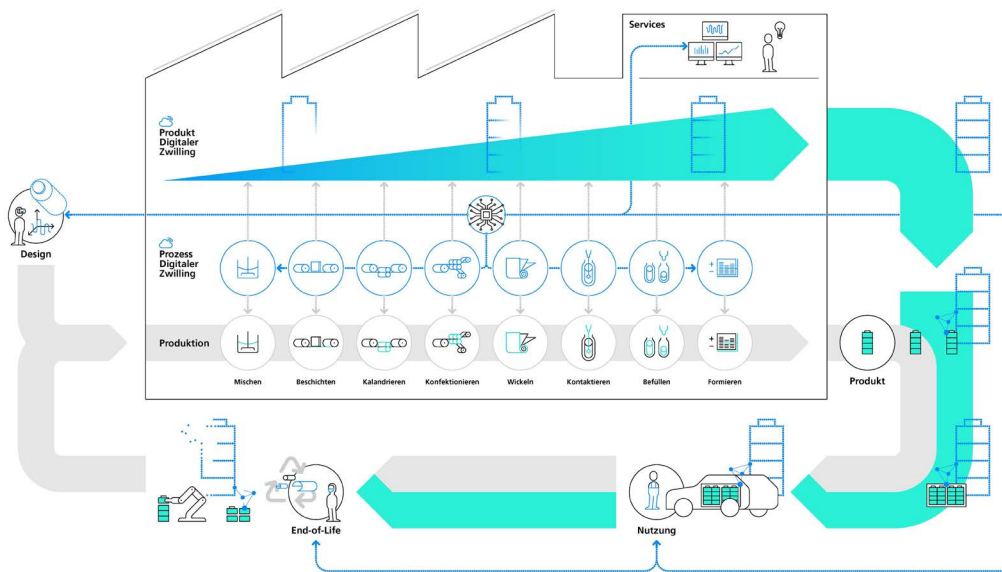 Services
Produkt
Digitaler
Zwilling
Design
Prozess
Digitaler
Zwilling
Produktion
Mischen
Beschichten
Kalandrieren
Konfektionieren
Wickeln
Kontaktieren
Befüllen
Formieren
Produkt
End-of-Life
Nutzung